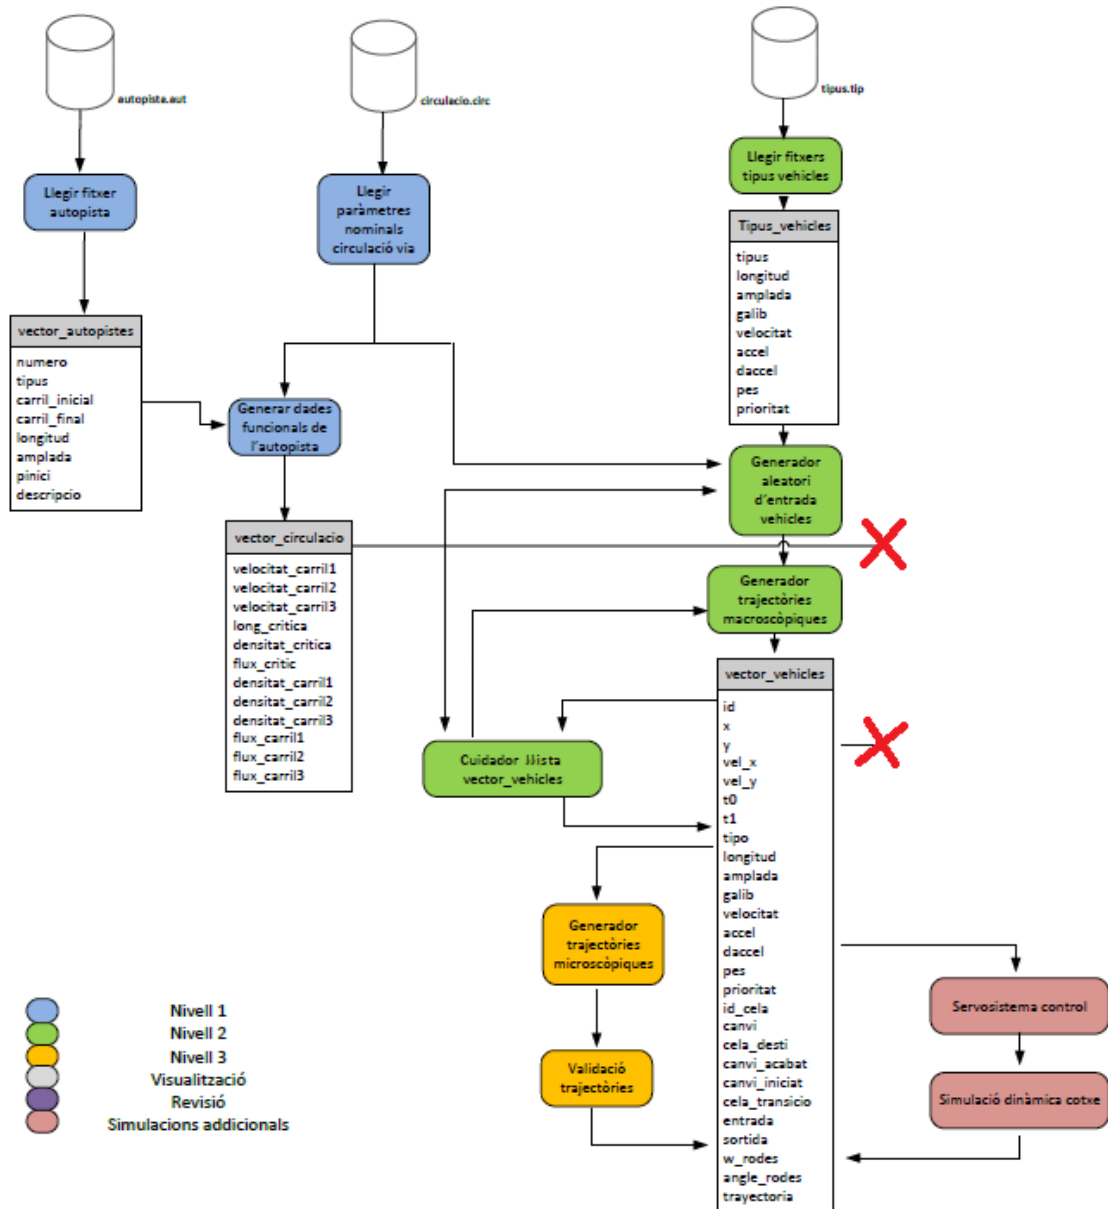 autopista.aut
circulacio.circ
tipus.tip
Llegir fitxer
autopista
Llegir
paràmetres
nominals
circulació via
Llegir fitxers
tipus vehicles
Tipus_vehicles
tipus
longitud
amplada
galib
velocitat
accel
daccel
pes
prioritat
vector_autopistes
numero
tipus
carril_inicial
carril_final
longitud
amplada
pinici
descripcio
Generar dades
funcionals de
l'autopista
Generador
aleatori
d'entrada
vehicles
vector_circulacio
velocitat_carril1
velocitat_carril2
velocitat_carril3
long_critica
densitat_critica
flux_critic
densitat_carril1
densitat_carril2
densitat_carril3
flux_carril1
flux_carril2
flux_carril3
Generador
trajectòries
macroscòpiques
Cuidador llista
vector_vehicles
vector_vehicles
id
x
y
vel_x
vel_y
t0
t1
tipo
longitud
amplada
galib
velocitat
accel
daccel
pes
prioritat
id_cela
canvi
cela_desti
canvi_acabat
canvi_iniciat
cela_transicio
entrada
sortida
w_rodes
angle_rodes
trayectoria
Generador
trajectòries
microscòpiques
Validació
trajectòries
Servosistema control
Simulació dinàmica cotxe
Nivell 1
Nivell 2
Nivell 3
Visualització
Revisió
Simulacions addicionals